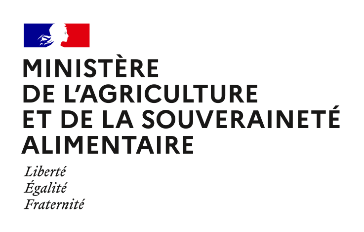 MINISTÈRE
DE L'AGRICULTURE
ET DE LA SOUVERAINETÉ
ALIMENTAIRE
Liberté
Égalité
Fraternité